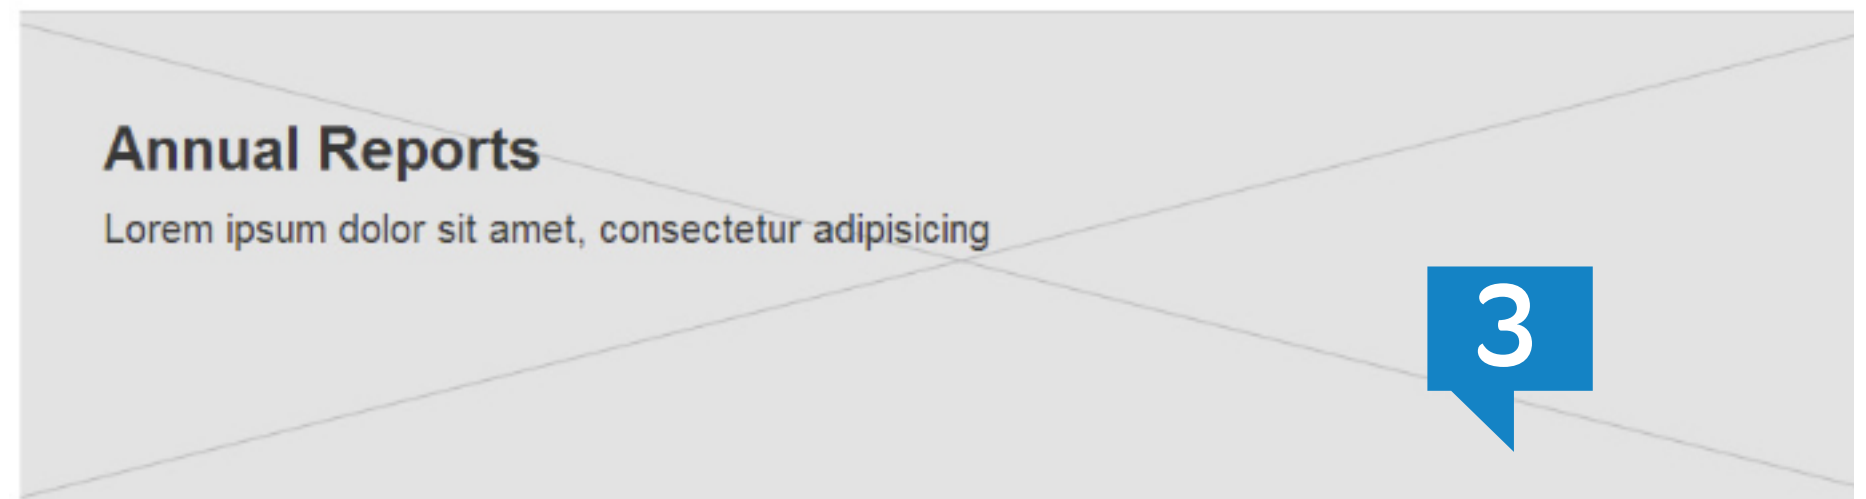 Annual Reports
Lorem ipsum dolor sit amet, consectetur adipisicing
3